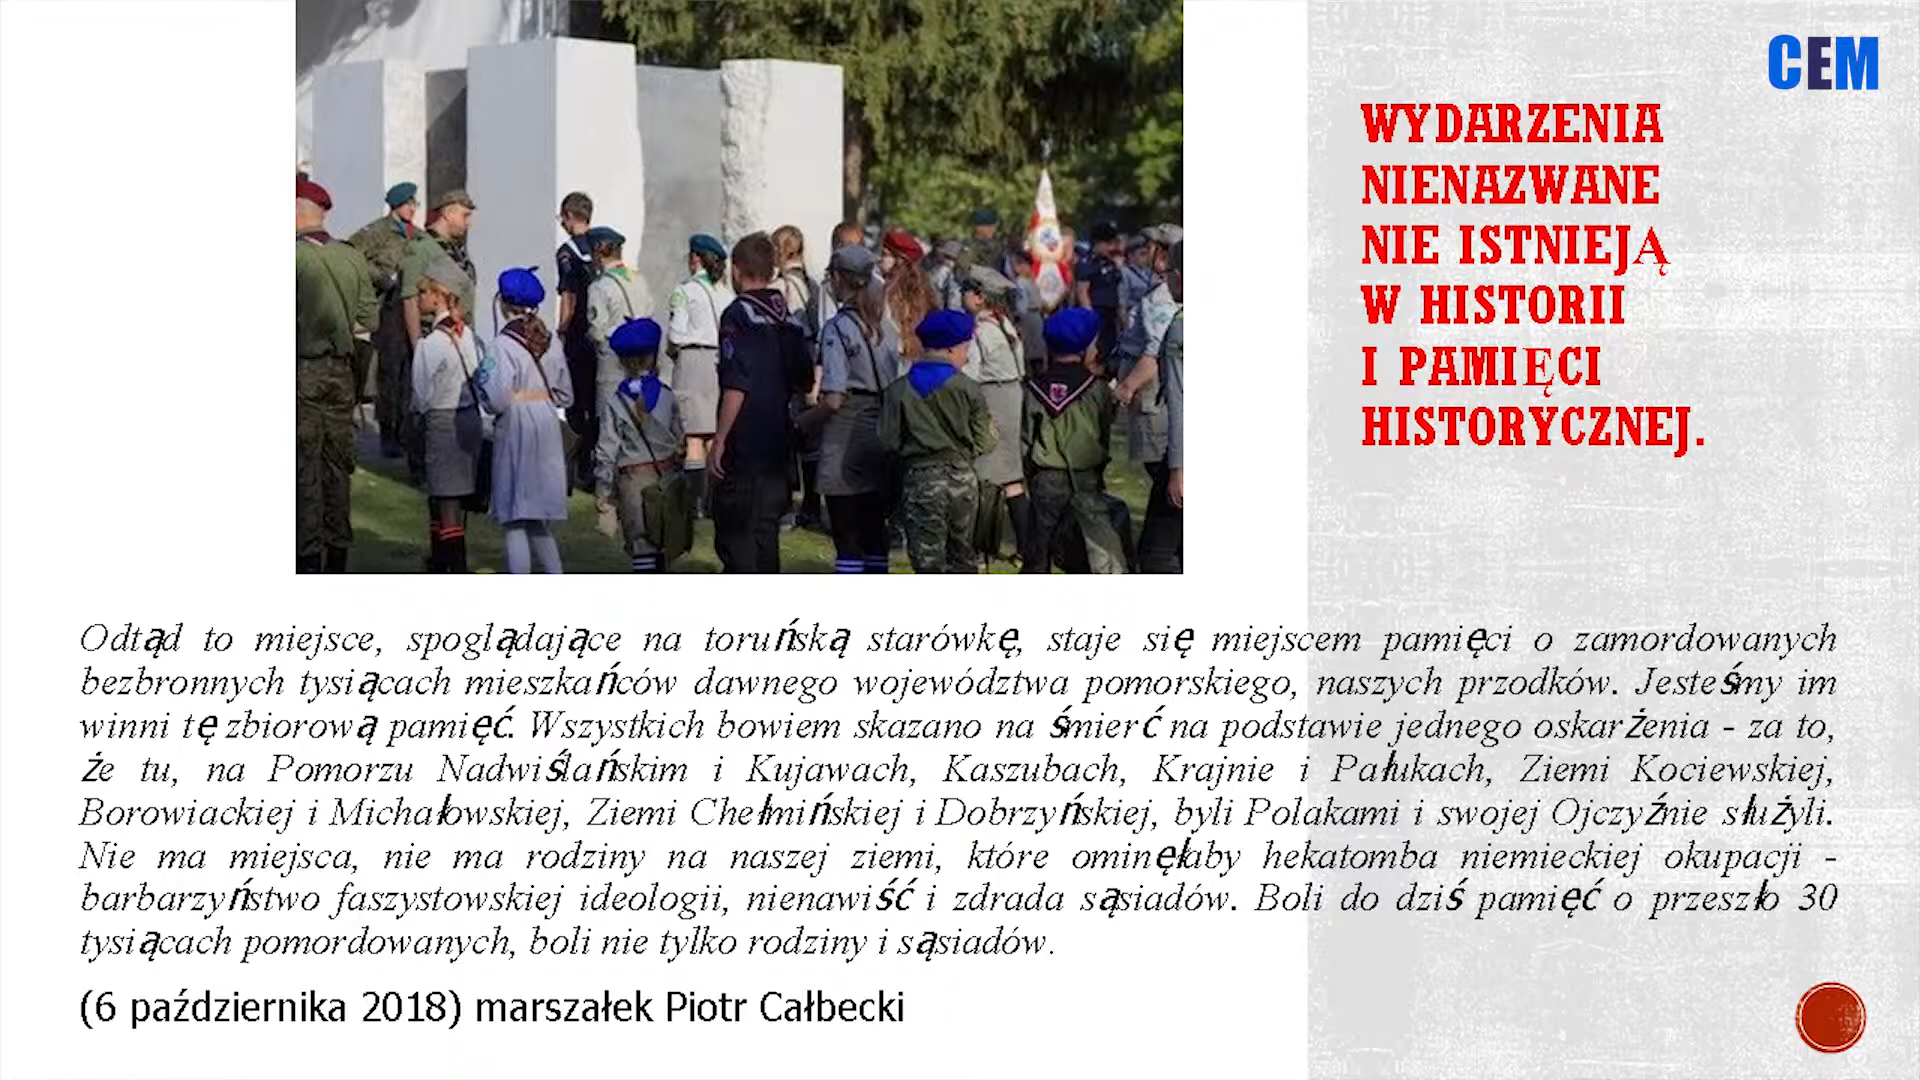 CEM
WYDARZENIA
NIENAZWANE
NIE ISTNIEJĄ
W HISTORII
I PAMIĘCI
HISTORYCZNEJ.
Odtąd to miejsce, spoglądające na toruńską starówkę, staje się miejscem pamięci o zamordowanych
bezbronnych tysiącach mieszkańców dawnego województwa pomorskiego, naszych przodków. Jesteśmy im
winni tę zbiorową pamięć. Wszystkich bowiem skazano na śmierć na podstawie jednego oskarżenia - za to,
że tu, na Pomorzu Nadwiślańskim i Kujawach, Kaszubach, Krajnie i Pałukach, Ziemi Kociewskiej,
Borowiackiej i Michałowskiej, Ziemi Chełmińskiej i Dobrzyńskiej, byli Polakami i swojej Ojczyźnie służyli.
Nie ma miejsca, nie ma rodziny na naszej ziemi, które ominęłaby hekatomba niemieckiej okupacji -
barbarzyństwo faszystowskiej ideologii, nienawiść i zdrada sąsiadów. Boli do dziś pamięć o przeszło 30
tysiącach pomordowanych, boli nie tylko rodziny i sąsiadów.
(6 października 2018) marszałek Piotr Całbecki